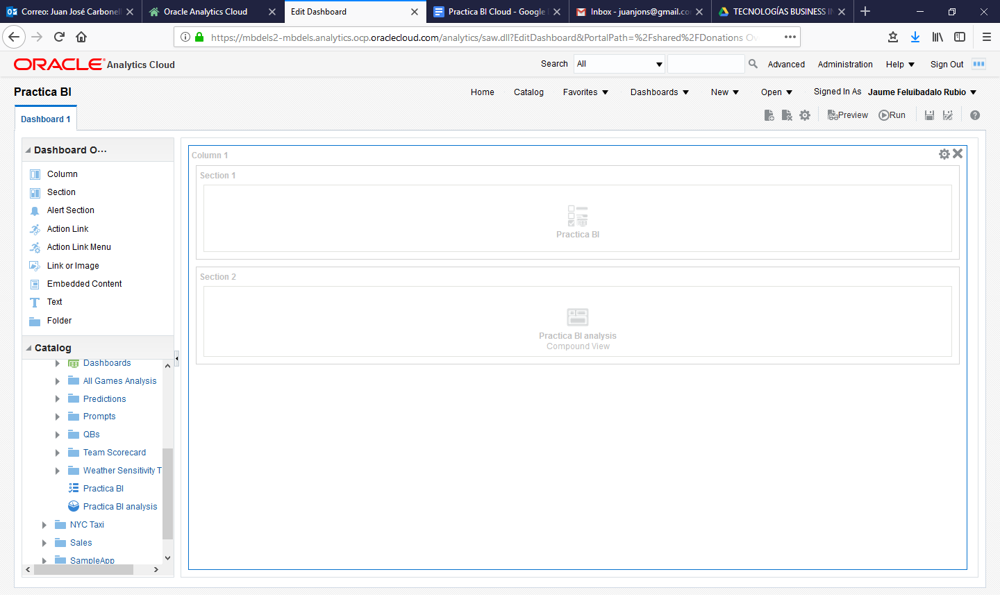 Correo: Juan José Carbonell
Oracle Analytics Cloud
Edit Dashboard
Practica BI Cloud - Google
Inbox - juanjons@gmail.co
TECNOLOGÍAS BUSINESS IN
https://mbdels2-mbdels.analytics.ocp.oraclecloud.com/analytics/saw.dll?EditDashboard&PortalPath=%2Fshared%2FDonations Ov
ORACLE Analytics Cloud
Search All
Advanced
Administration
Help
Sign Out
Practica BI
Home
Catalog
Favorites
Dashboards
New
Open
Signed In As Jaume Feluibadalo Rubio
Dashboard 1
Preview
Run
Dashboard O...
Column
Section
Alert Section
Action Link
Action Link Menu
Link or Image
Embedded Content
Text
Folder
Catalog
Dashboards
All Games Analysis
Predictions
Prompts
QBs
Team Scorecard
Weather Sensitivity T
Practica BI
Practica BI analysis
NYC Taxi
Sales
SampleApp
Column 1
Section 1
Practica BI
Section 2
Practica BI analysis
Compound View